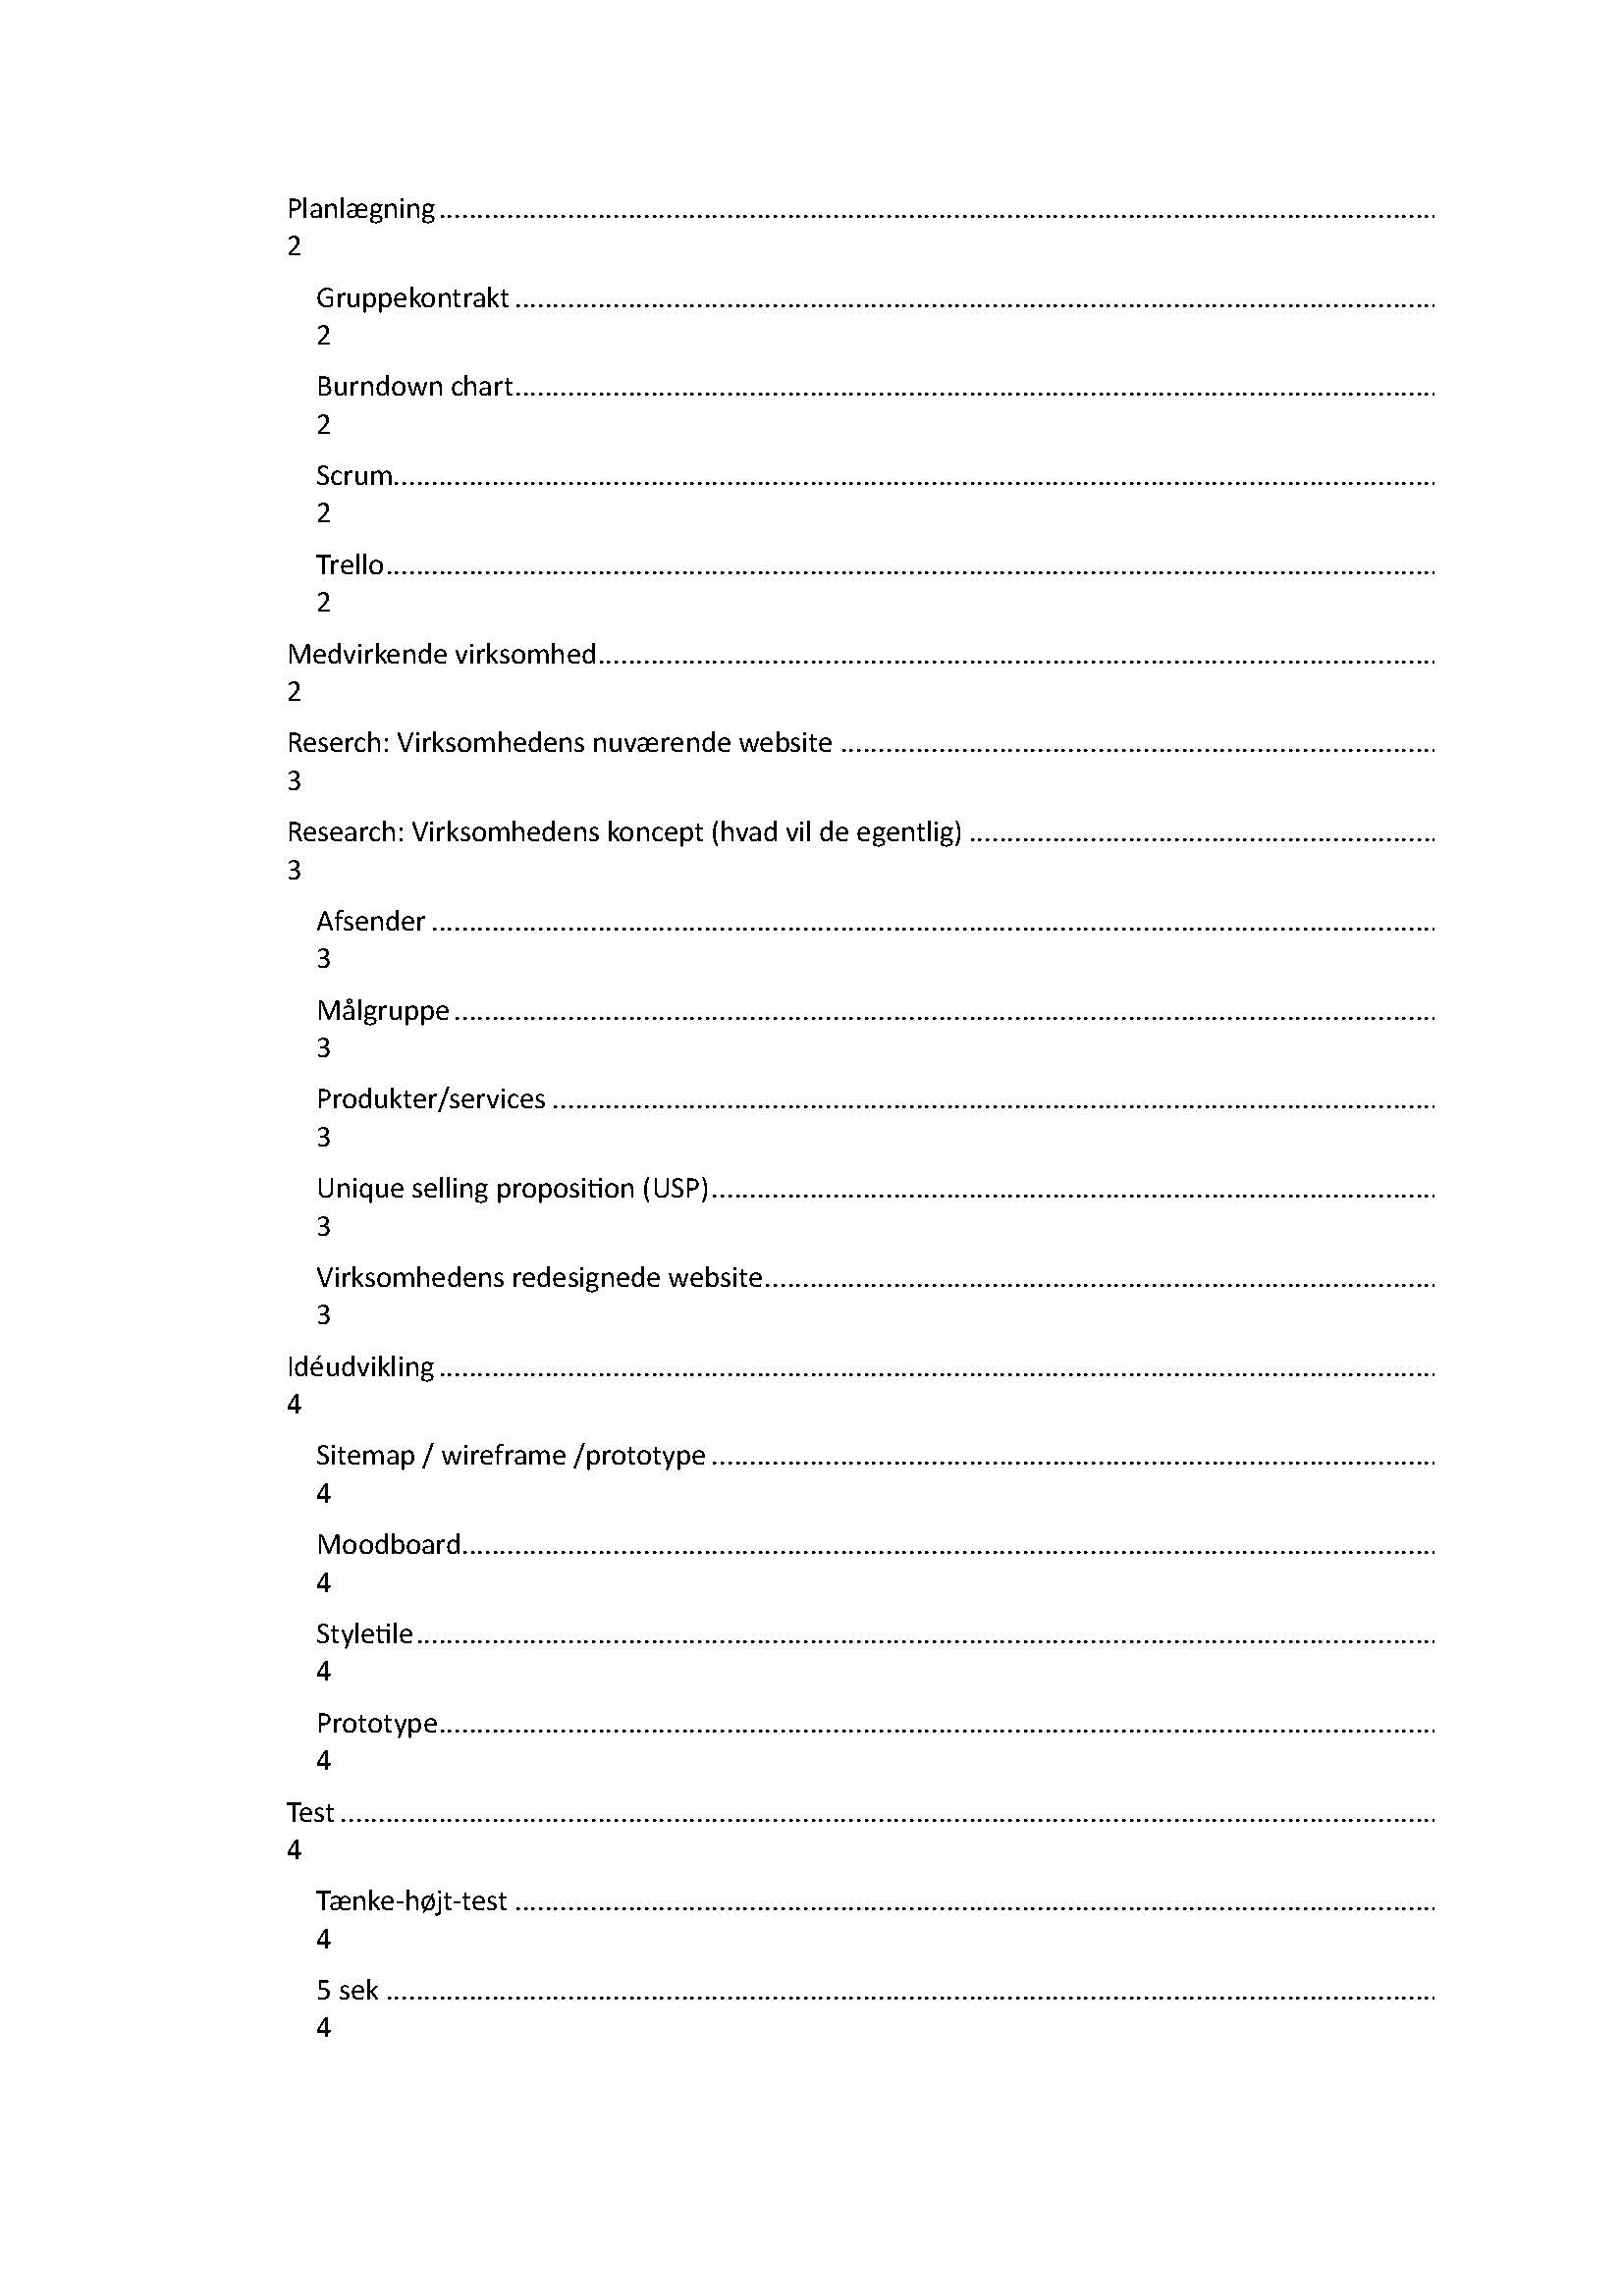 Planlægning ........................................................................................................................................
2
Gruppekontrakt ........................................................................................................................................
2
Burndown chart........................................................................................................................................
2
Scrum........................................................................................................................................
2
Trello........................................................................................................................................
2
Medvirkende virksomhed........................................................................................................................................
2
Reserch: Virksomhedens nuværende website ........................................................................................................................................
3
Research: Virksomhedens koncept (hvad vil de egentlig) ........................................................................................................................................
3
Afsender ........................................................................................................................................
3
Målgruppe ........................................................................................................................................
3
Produkter/services ........................................................................................................................................
3
Unique selling proposition (USP)........................................................................................................................................
3
Virksomhedens redesignede website........................................................................................................................................
3
Idéudvikling ........................................................................................................................................
4
Sitemap / wireframe /prototype ........................................................................................................................................
4
Moodboard........................................................................................................................................
4
Styletile ........................................................................................................................................
4
Prototype........................................................................................................................................
4
Test ........................................................................................................................................
4
Tænke-højt-test ........................................................................................................................................
4
5 sek ........................................................................................................................................
4